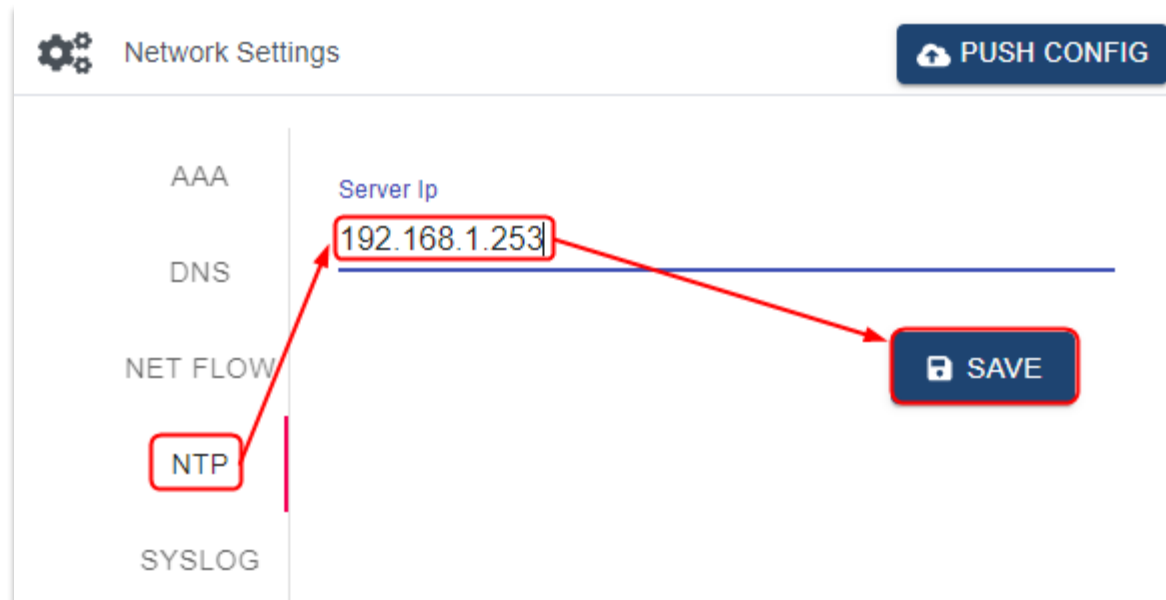 Network Settings
PUSH CONFIG
AAA
DNS
NET FLOW
NTP
SYSLOG
Server Ip
192.168.1.253
SAVE